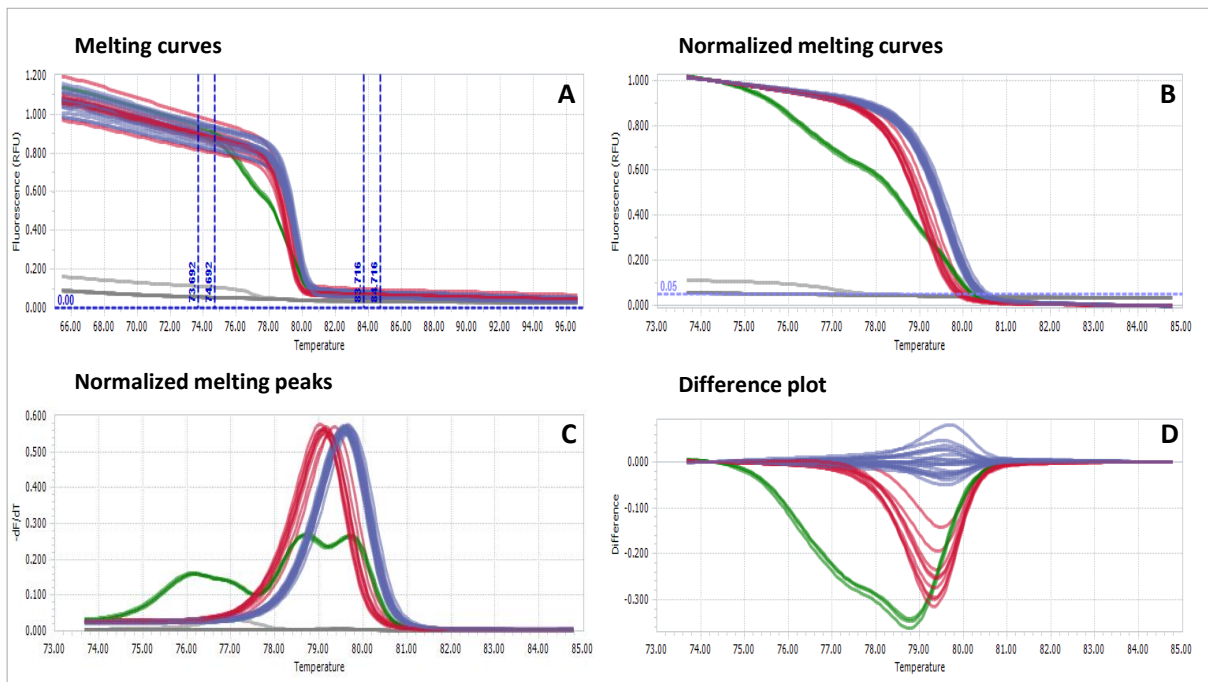 Melting curves
A
1.200
1.000
0.800
0.600
0.400
0.200
0.000
Fluorescence (RFU)
0.00
73.692
74.692
83.716
84.716
66.00 68.00 70.00 72.00 74.00 76.00 78.00 80.00 82.00 84.00 86.00 88.00 90.00 92.00 94.00 96.00
Temperature
Normalized melting curves
B
1.000
0.800
0.600
0.400
0.200
0.000
Fluorescence (RFU)
0.05
73.00 74.00 75.00 76.00 77.00 78.00 79.00 80.00 81.00 82.00 83.00 84.00 85.00
Temperature
Normalized melting peaks
C
0.600
0.500
0.400
0.300
0.200
0.100
0.000
-dF/dT
73.00 74.00 75.00 76.00 77.00 78.00 79.00 80.00 81.00 82.00 83.00 84.00 85.00
Temperature
Difference plot
D
0.000
-0.100
-0.200
-0.300
Difference
73.00 74.00 75.00 76.00 77.00 78.00 79.00 80.00 81.00 82.00 83.00 84.00 85.00
Temperature